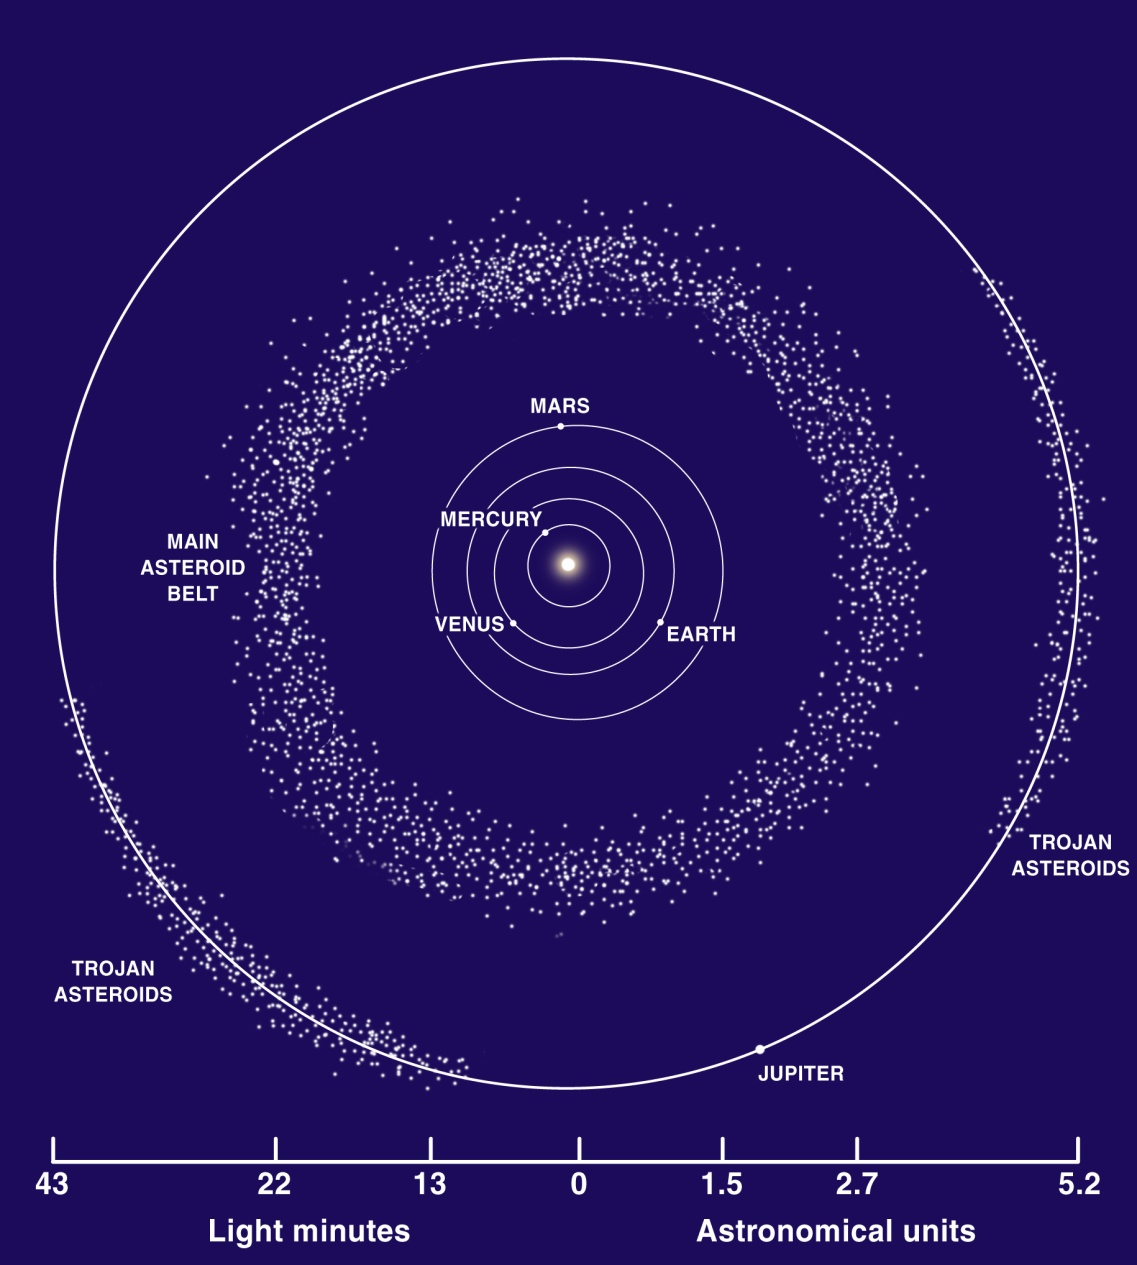 MARS
MERCURY
MAIN
ASTEROID
BELT
VENUS
EARTH
TROJAN
ASTEROIDS
TROJAN
ASTEROIDS
JUPITER
43 22 13 0 1.5 2.7 5.2
Light minutes Astronomical units